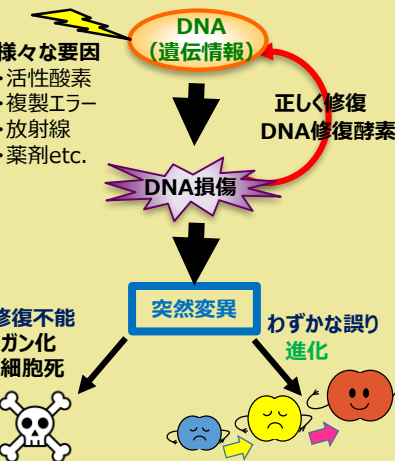 DNA
（遺伝情報）
様々な要因
・活性酸素
・複製エラー
・放射線
・薬剤etc.
正しく修復
DNA修復酵素
DNA損傷
突然変異
修復不能
ガン化
細胞死
わずかな誤り
進化